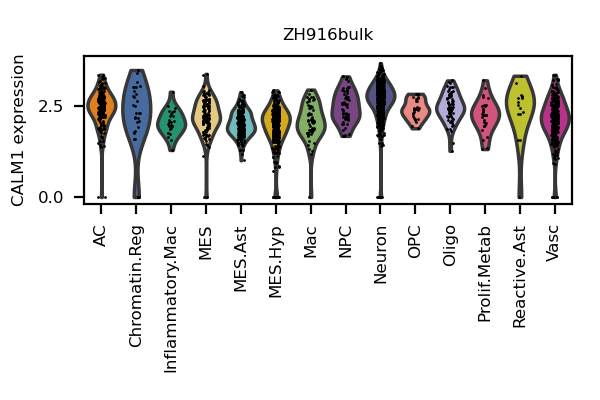 ZH916bulk
CALM1 expression
2.5
0.0
AC
Chromatin.Reg
Inflammatory.Mac
MES
MES.Ast
MES.Hyp
Mac
NPC
Neuron
OPC
Oligo
Prolif.Metab
Reactive.Ast
Vasc